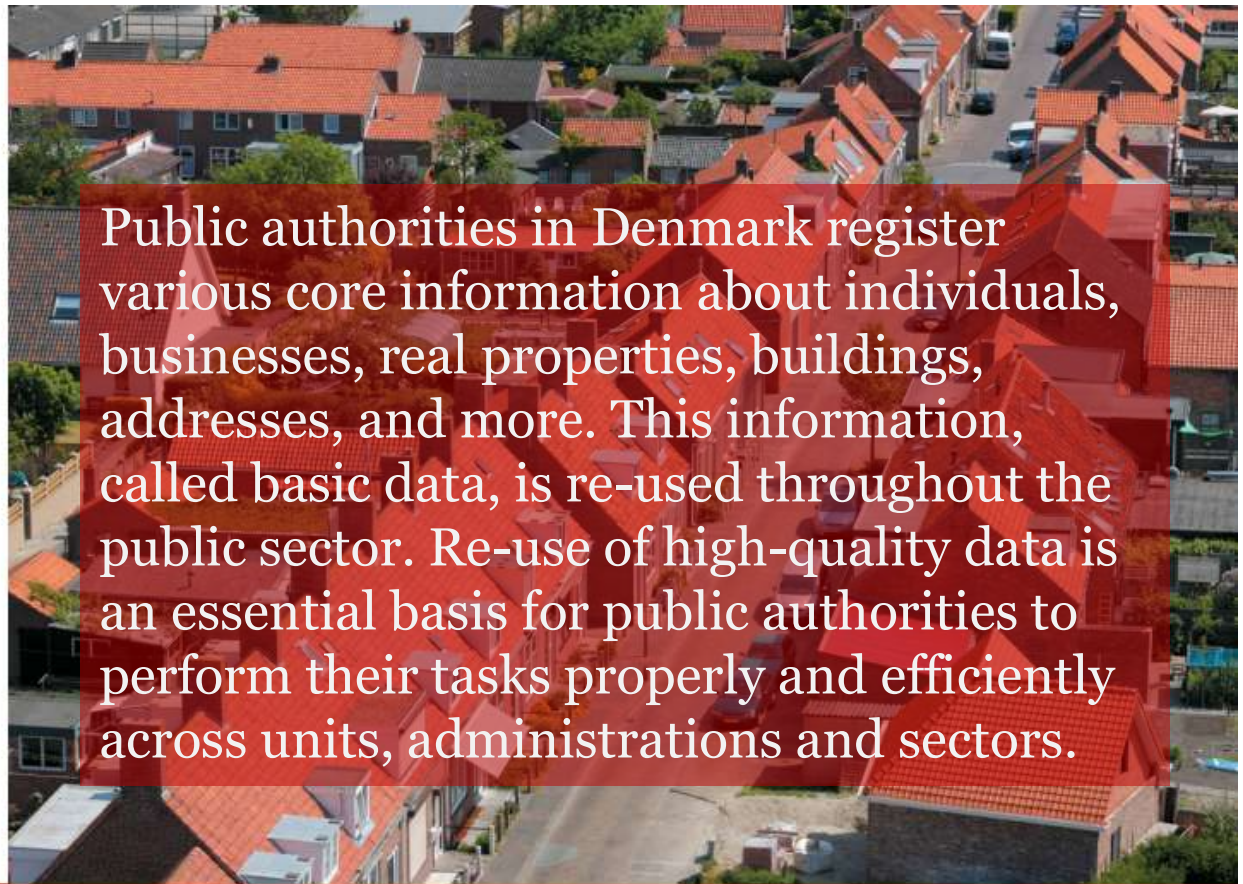 Public authorities in Denmark register
various core information about individuals,
businesses, real properties, buildings,
addresses, and more. This information,
called basic data, is re-used throughout the
public sector. Re-use of high-quality data is
an essential basis for public authorities to
perform their tasks properly and efficiently
across units, administrations and sectors.